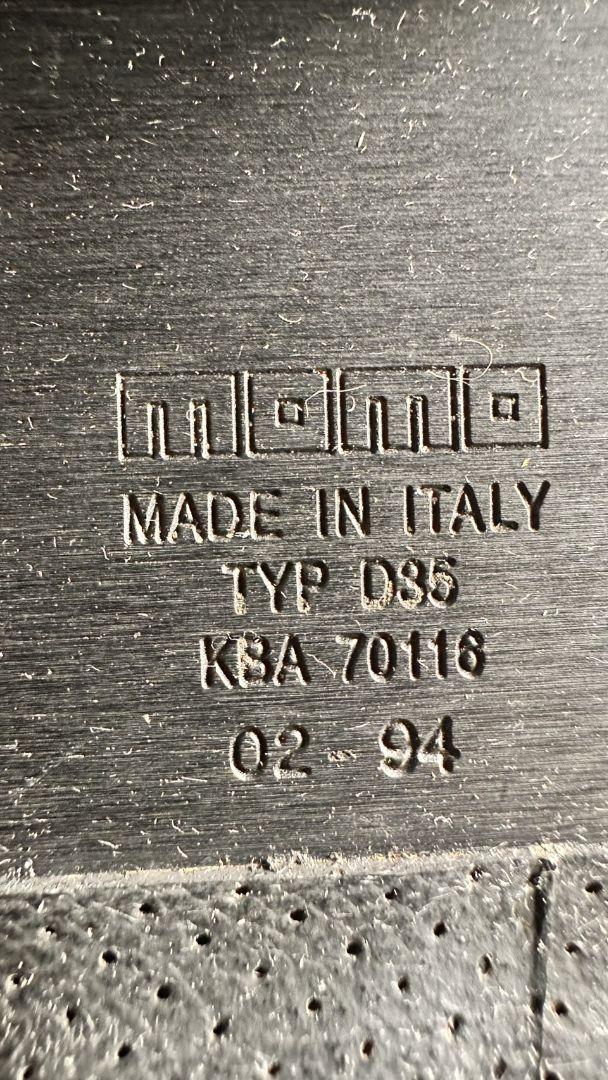 momo
MADE IN ITALY
TYP D35
KBA 70116
02-94